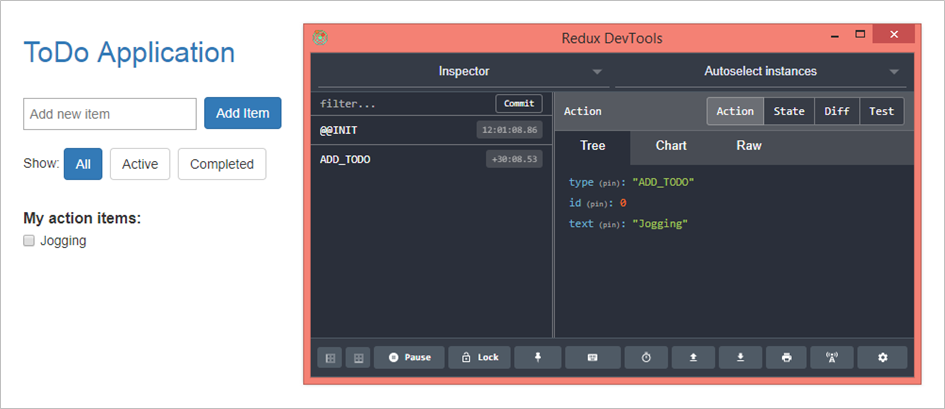 ToDo Application
Add new item
Add Item
Show: All Active Completed
My action items:
Jogging
Redux DevTools
Inspector
Autoselect instances
filter...
Commit
@@INIT
12:01:08.86
ADD_TODO
+30:08.53
Action
Action State Diff Test
Tree Chart Raw
type (pin): "ADD_TODO"
id (pin): 0
text (pin): "Jogging"
Pause
Lock